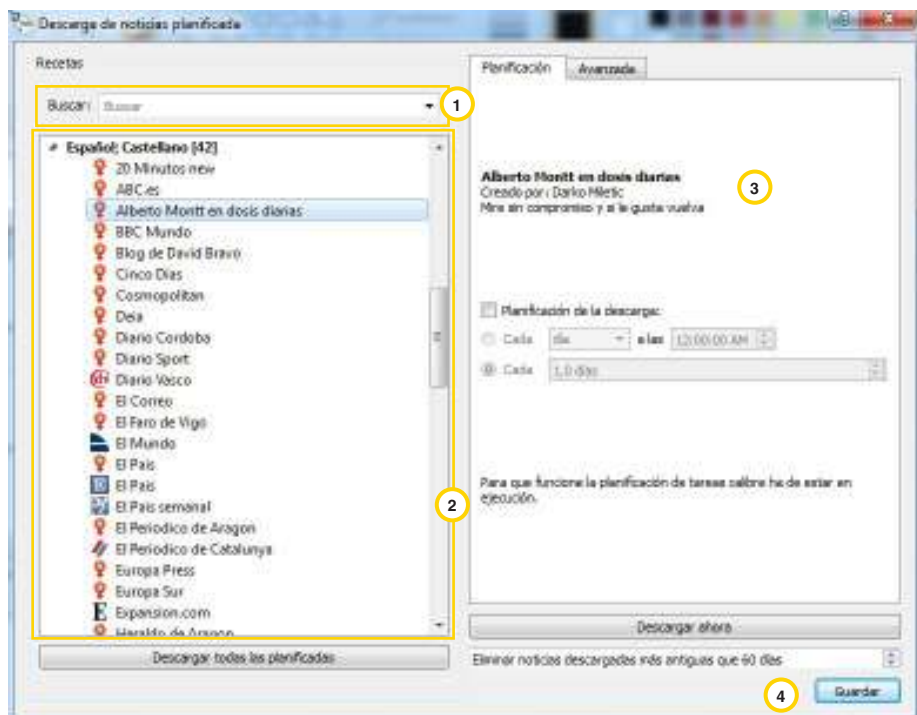 Descarga de noticias planificada
Recetas
Buscar: Buscar
1
Español; Castellano [42]
20 Minutos new
ABC.es
Alberto Montt en dosis diarias
BBC Mundo
Blog de David Bravo
Cinco Dias
Cosmopolitan
Deia
Diario Cordoba
Diario Sport
Diario Vasco
El Correo
El Faro de Vigo
El Mundo
El Pais
El Pais
El Pais semanal
El Periodico de Aragon
El Periodico de Catalunya
Europa Press
Europa Sur
Expansion.com
Heraldo de Aragon
2
Descargar todas las planificadas
Planificación Avanzada
Alberto Montt en dosis diarias
Creado por: Darko Miletic
Mire sin compromiso y si le gusta vuelva
3
Planificación de la descarga:
Cada día a las 12:00:00 AM
Cada 1,0 días
Para que funcione la planificación de tareas calibre ha de estar en
ejecución.
Descargar ahora
Eliminar noticias descargadas más antiguas que 60 días
4
Guardar